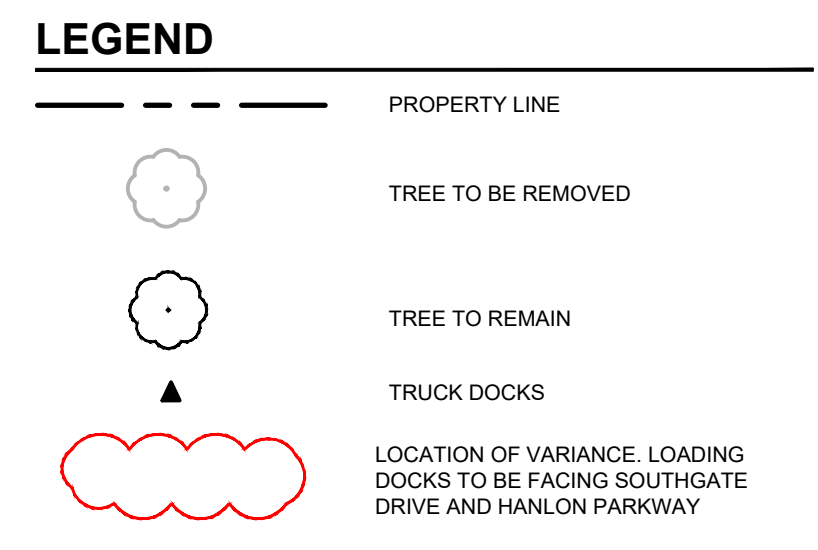 LEGEND
PROPERTY LINE
TREE TO BE REMOVED
TREE TO REMAIN
TRUCK DOCKS
LOCATION OF VARIANCE. LOADING
DOCKS TO BE FACING SOUTHGATE
DRIVE AND HANLON PARKWAY